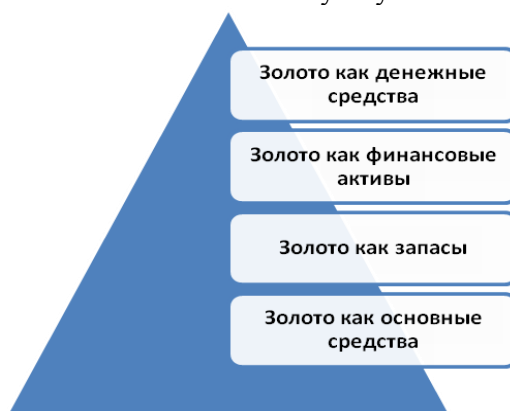 Золото как денежные
средства
Золото как финансовые
активы
Золото как запасы
Золото как основные
средства